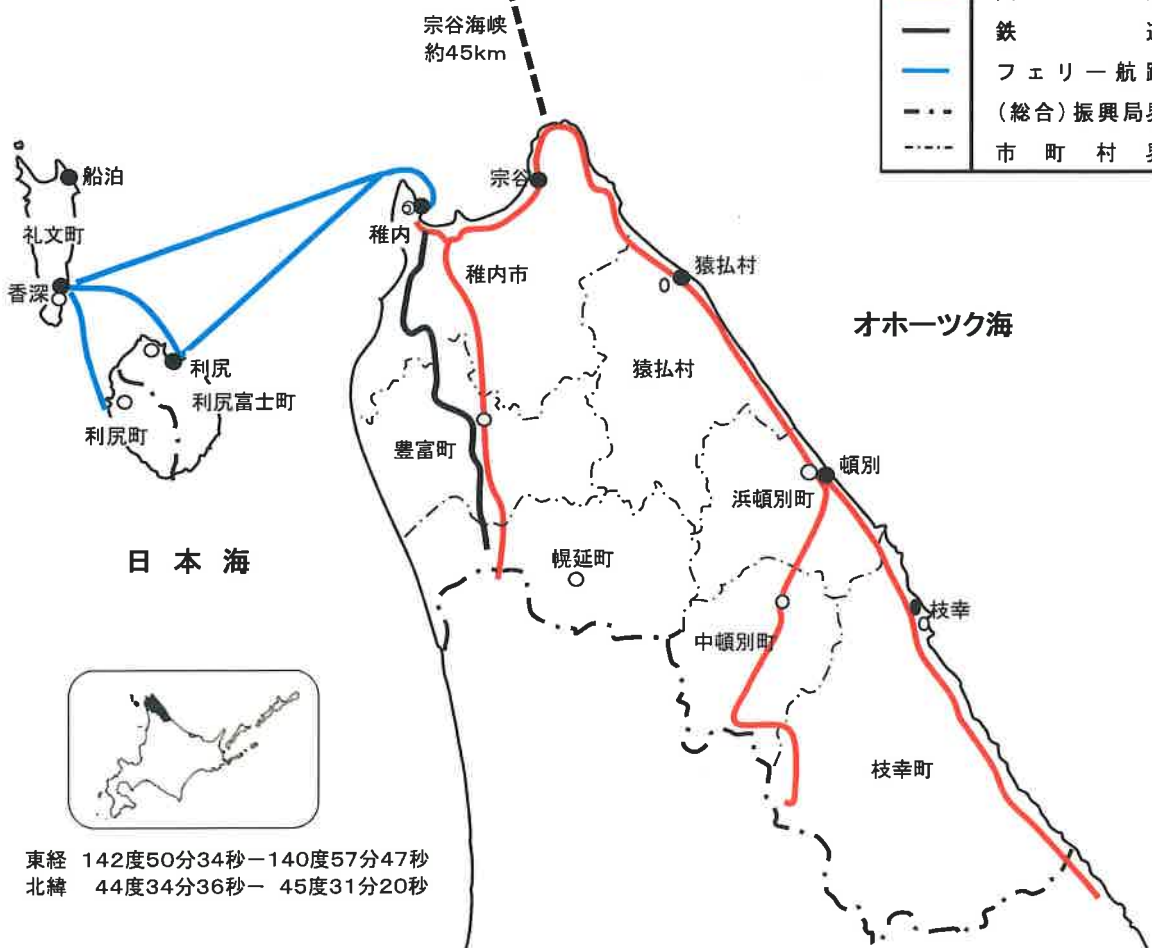 宗谷海峡
約45km
鉄
フェリー航
(総合)振興局
市町村
船泊
礼文町
香深
利尻
利尻富士町
利尻町
宗谷
稚内
稚内市
猿払村
オホーツク海
猿払村
豊富町
頓別
浜頓別町
日本海
幌延町
枝幸
中頓別町
枝幸町
東経 142度50分34秒－140度57分47秒
北緯 44度34分36秒－ 45度31分20秒